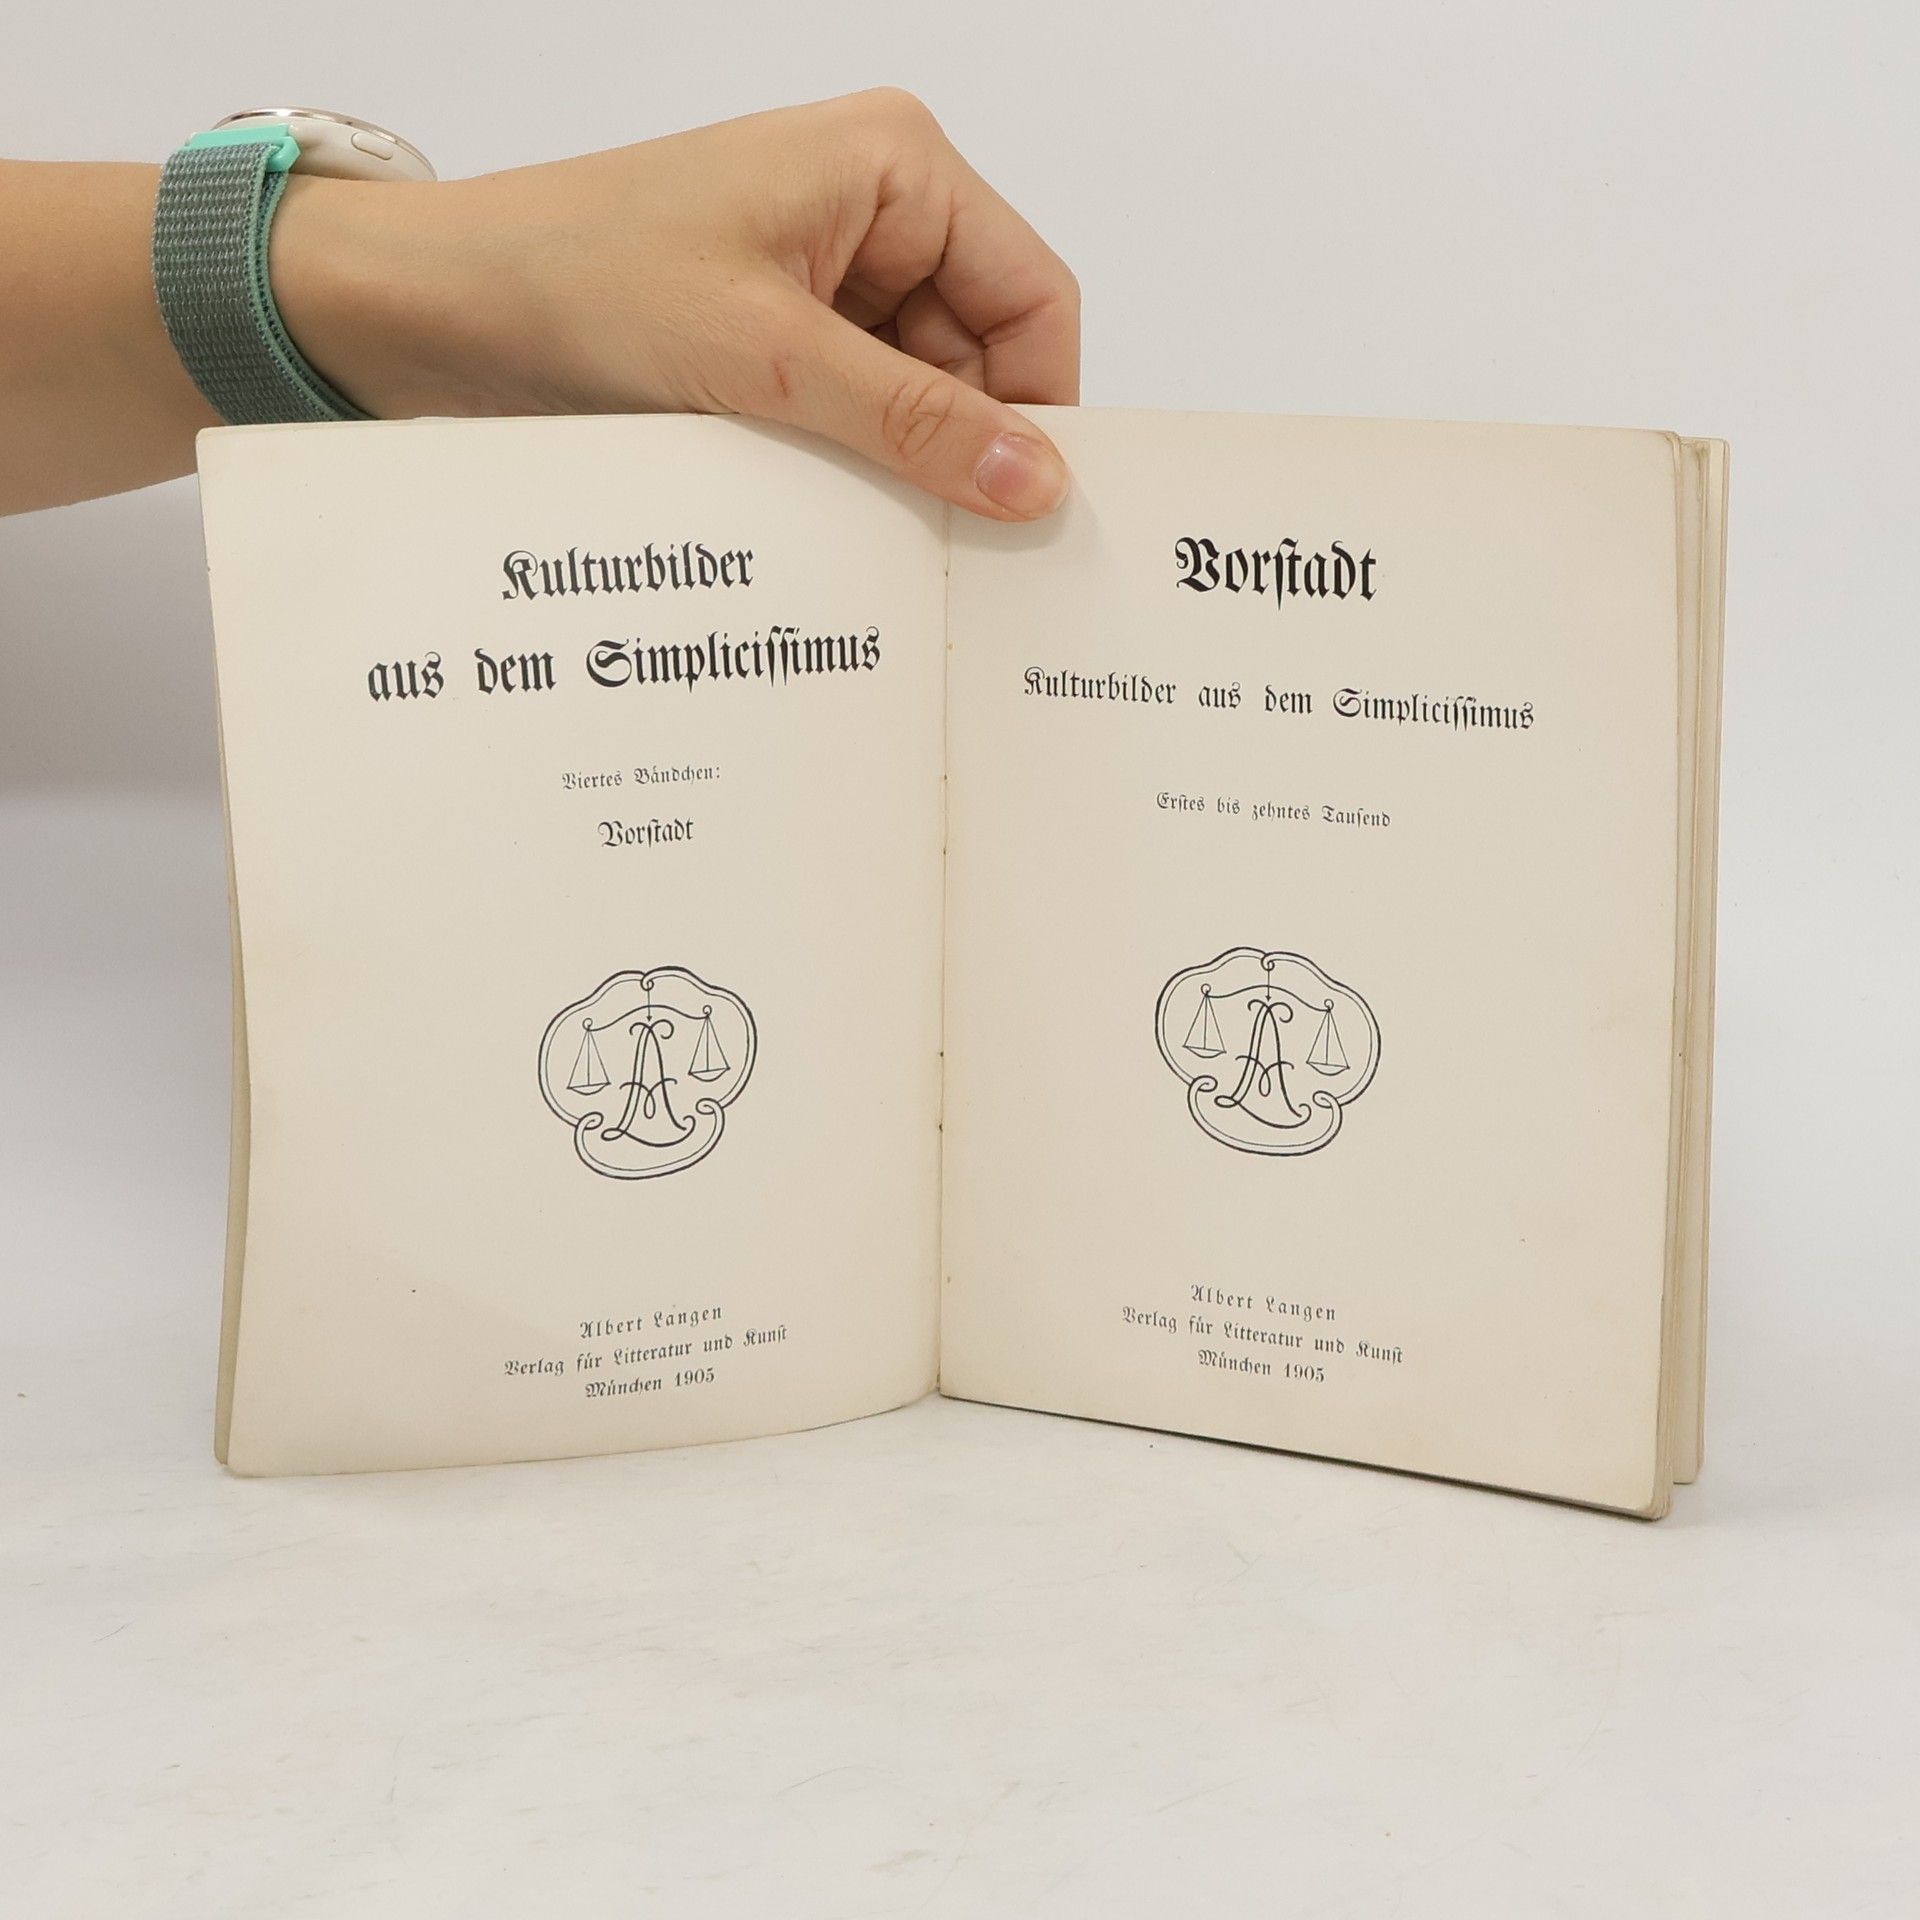 Kulturbilder
aus dem Simpliciſſimus
Viertes Bändchen:
Vorſtadt
A
Albert Langen
Verlag für Litteratur und Kunſt
München 1905
Vorſtadt
Kulturbilder aus dem Simpliciſſimus
Erſtes bis zehntes Tauſend
A
Albert Langen
Verlag für Litteratur und Kunſt
München 1905